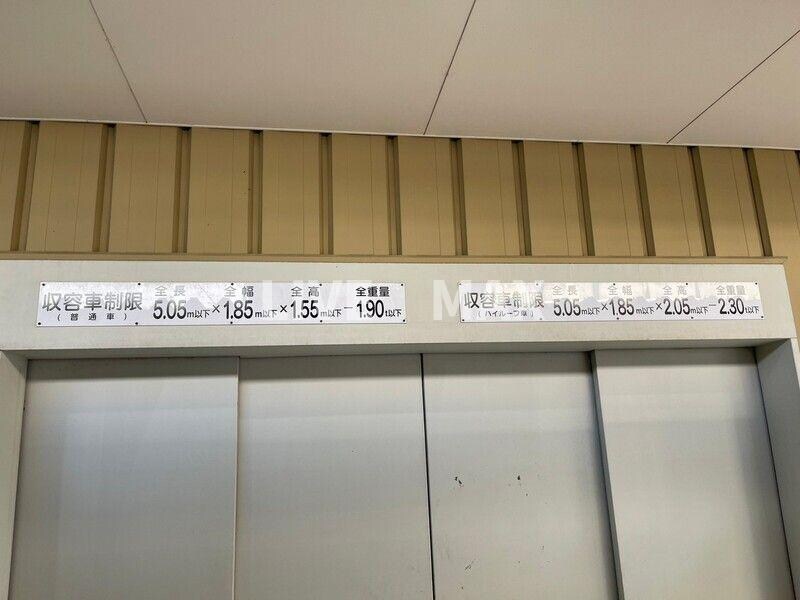 収容車制限 全長 全幅 全高 全重量
(普通車) 5.05m以下×1.85m以下×1.55m以下−1.90t以下
収容車制限 全長 全幅 全高 全重量
(ハイルーフ車) 5.05m以下×1.85m以下×2.05m以下−2.30t以下